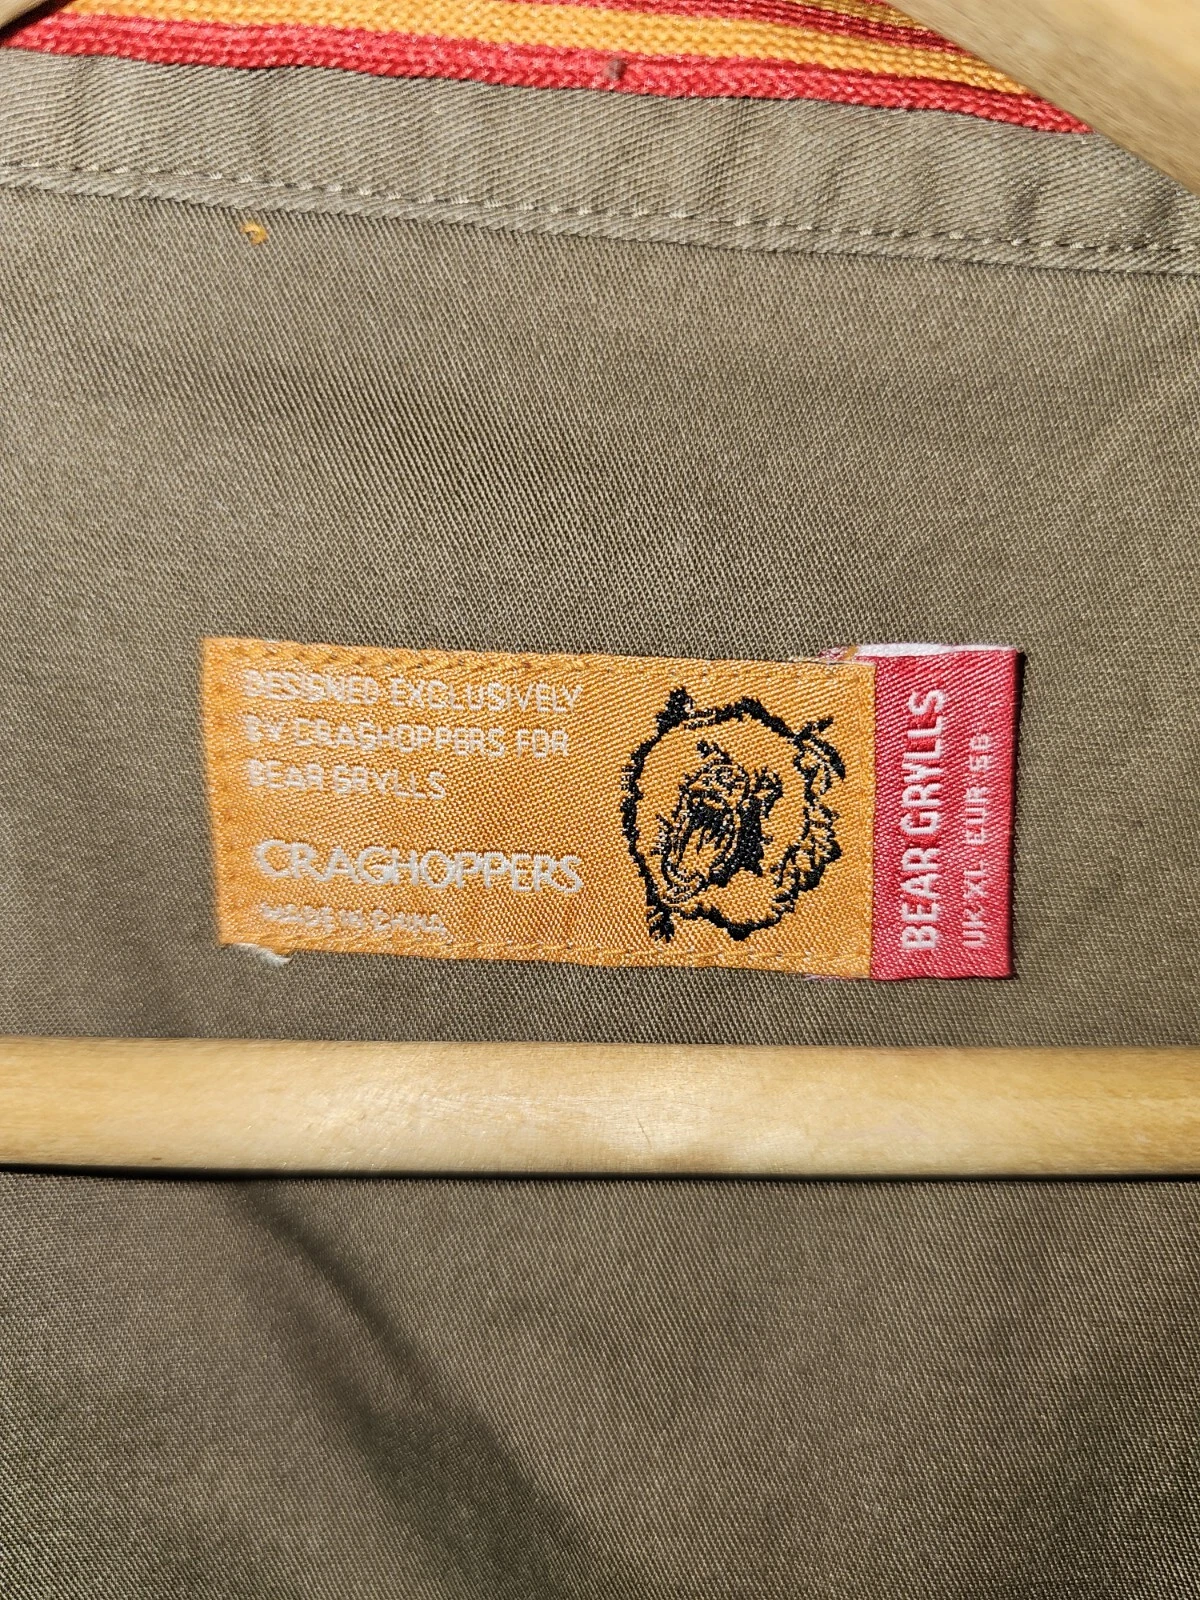 DESIGNED EXCLUSIVELY
BY CRAGHOPPERS FOR
BEAR GRYLLS
CRAGHOPPERS
MADE IN CHINA
BEAR GRYLLS
UK XL EUR 56